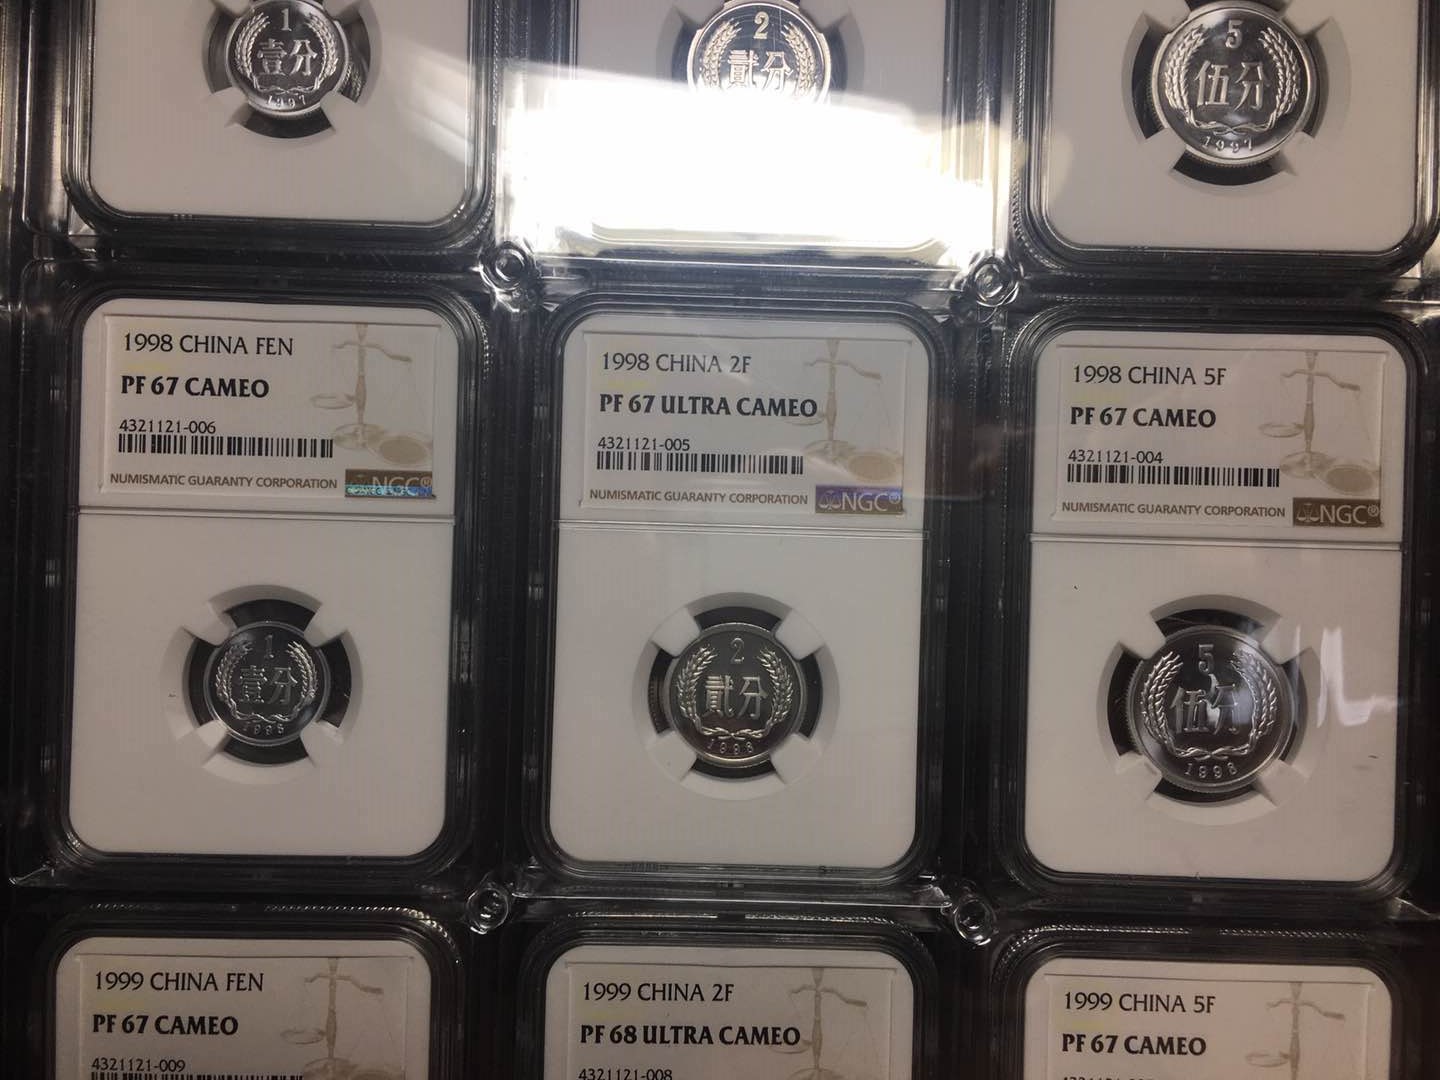 1
壹分
1997
2
貳分
5
伍分
1997
1998 CHINA FEN
PF 67 CAMEO
4321121-006
NUMISMATIC GUARANTY CORPORATION
NGC®
1998 CHINA 2F
PF 67 ULTRA CAMEO
4321121-005
NUMISMATIC GUARANTY CORPORATION
NGC®
1998 CHINA 5F
PF 67 CAMEO
4321121-004
NUMISMATIC GUARANTY CORPORATION
NGC®
1
壹分
1998
2
貳分
1998
5
伍分
1998
1999 CHINA FEN
PF 67 CAMEO
4321121-009
1999 CHINA 2F
PF 68 ULTRA CAMEO
4321121-008
1999 CHINA 5F
PF 67 CAMEO